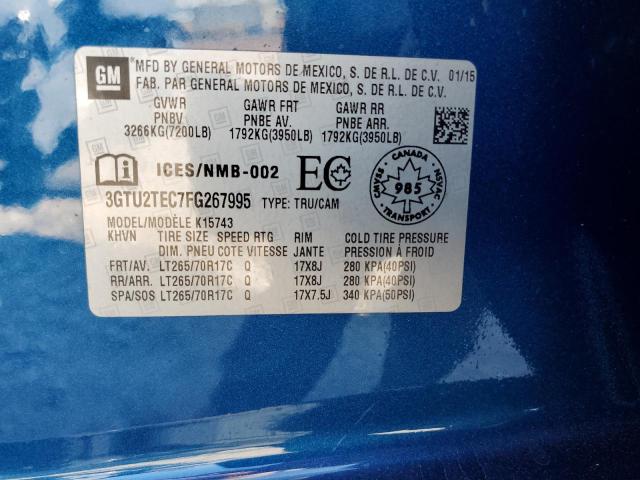 GM
MFD BY GENERAL MOTORS DE MEXICO, S. DE R.L. DE C.V. 01/15
FAB. PAR GENERAL MOTORS DE MEXICO, S. DE R.L. DE C.V.
GVWR GAWR FRT GAWR RR
PNBV PNBE AV. PNBE ARR.
3266KG(7200LB) 1792KG(3950LB) 1792KG(3950LB)
ICES/NMB-002 EC
CANADA
CMVSS NSVAC
985
TRANSPORT
3GTU2TEC7FG267995 TYPE: TRU/CAM
MODEL/MODÈLE K15743
KHVN TIRE SIZE SPEED RTG RIM COLD TIRE PRESSURE
DIM. PNEU COTE VITESSE JANTE PRESSION À FROID
FRT/AV. LT265/70R17C Q 17X8J 280 KPA(40PSI)
RR/ARR. LT265/70R17C Q 17X8J 280 KPA(40PSI)
SPA/SOS LT265/70R17C Q 17X7.5J 340 KPA(50PSI)